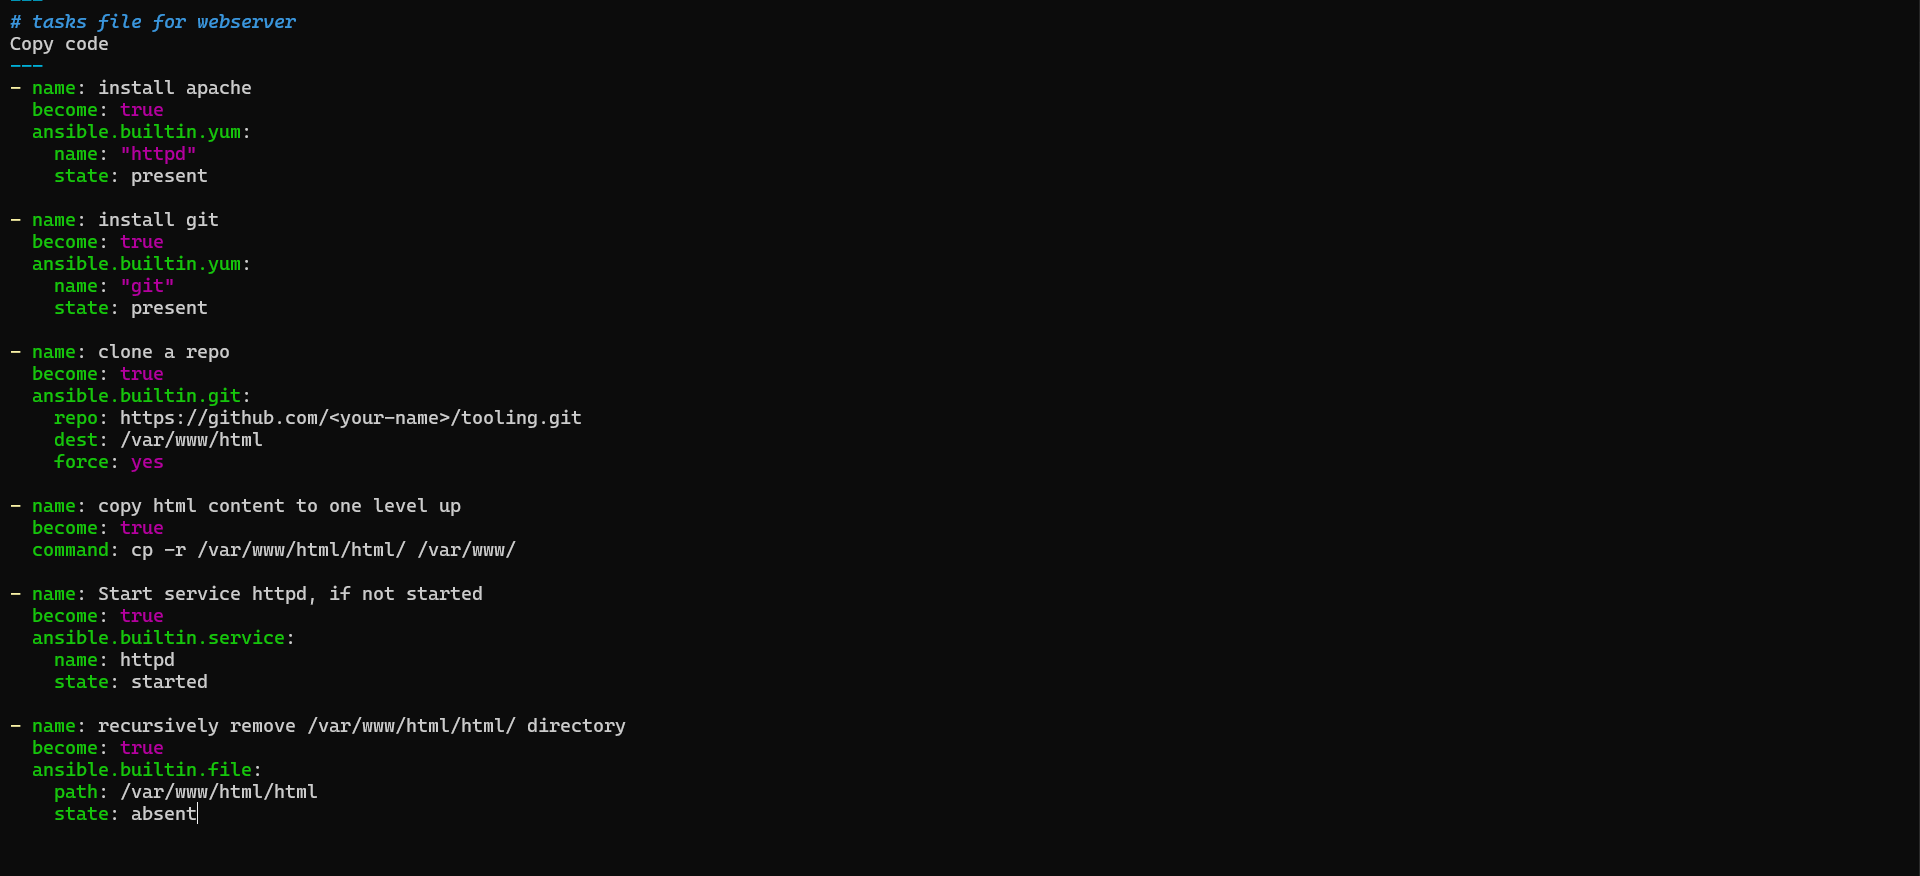 ---
# tasks file for webserver
Copy code
---
- name: install apache
  become: true
  ansible.builtin.yum:
    name: "httpd"
    state: present

- name: install git
  become: true
  ansible.builtin.yum:
    name: "git"
    state: present

- name: clone a repo
  become: true
  ansible.builtin.git:
    repo: https://github.com/<your-name>/tooling.git
    dest: /var/www/html
    force: yes

- name: copy html content to one level up
  become: true
  command: cp -r /var/www/html/html/ /var/www/

- name: Start service httpd, if not started
  become: true
  ansible.builtin.service:
    name: httpd
    state: started

- name: recursively remove /var/www/html/html/ directory
  become: true
  ansible.builtin.file:
    path: /var/www/html/html
    state: absent